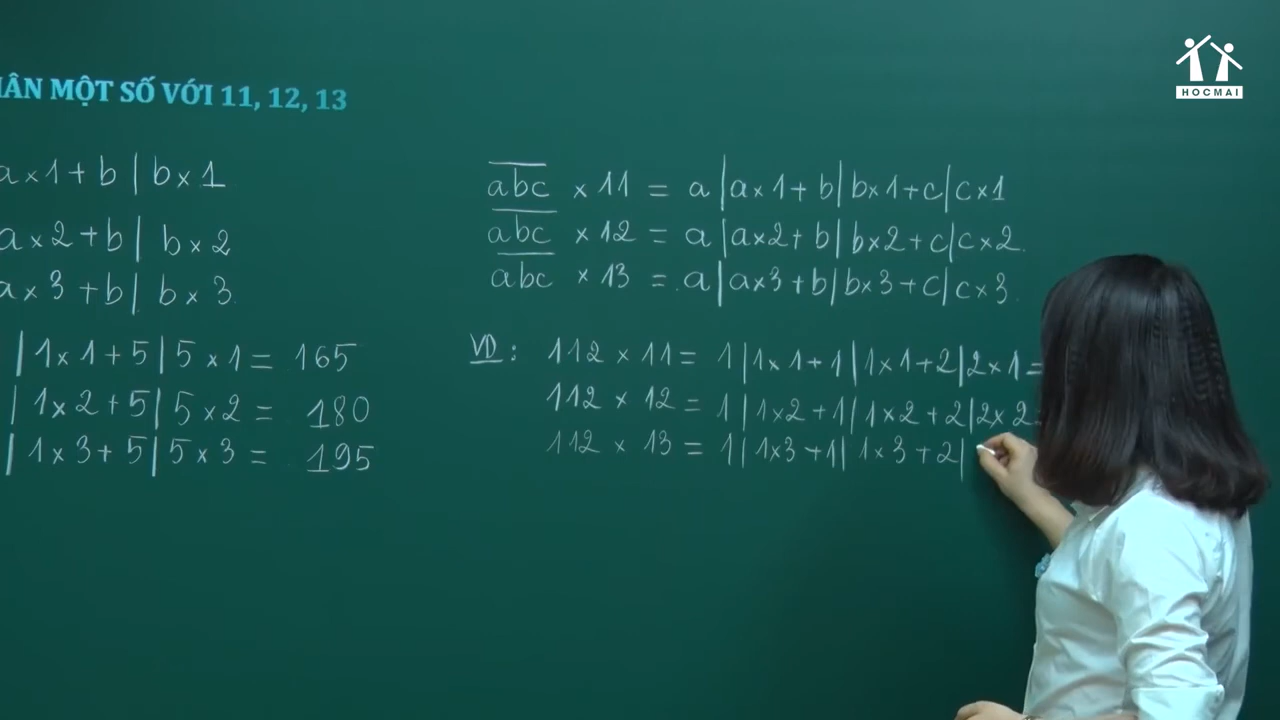 HOCMAI
ÂN MỘT SỐ VỚI 11, 12, 13
a×1+b | b×1
a×2+b | b×2
a×3+b | b×3
| 1×1+5 | 5×1 = 165
| 1×2+5 | 5×2 = 180
| 1×3+5 | 5×3 = 195
a̅b̅c̅ × 11 = a | a×1+b | b×1+c | c×1
a̅b̅c̅ × 12 = a | a×2+b | b×2+c | c×2
a̅b̅c̅ × 13 = a | a×3+b | b×3+c | c×3
VD: 112 × 11 = 1 | 1×1+1 | 1×1+2 | 2×1 =
112 × 12 = 1 | 1×2+1 | 1×2+2 | 2×2
112 × 13 = 1 | 1×3+1 | 1×3+2 |